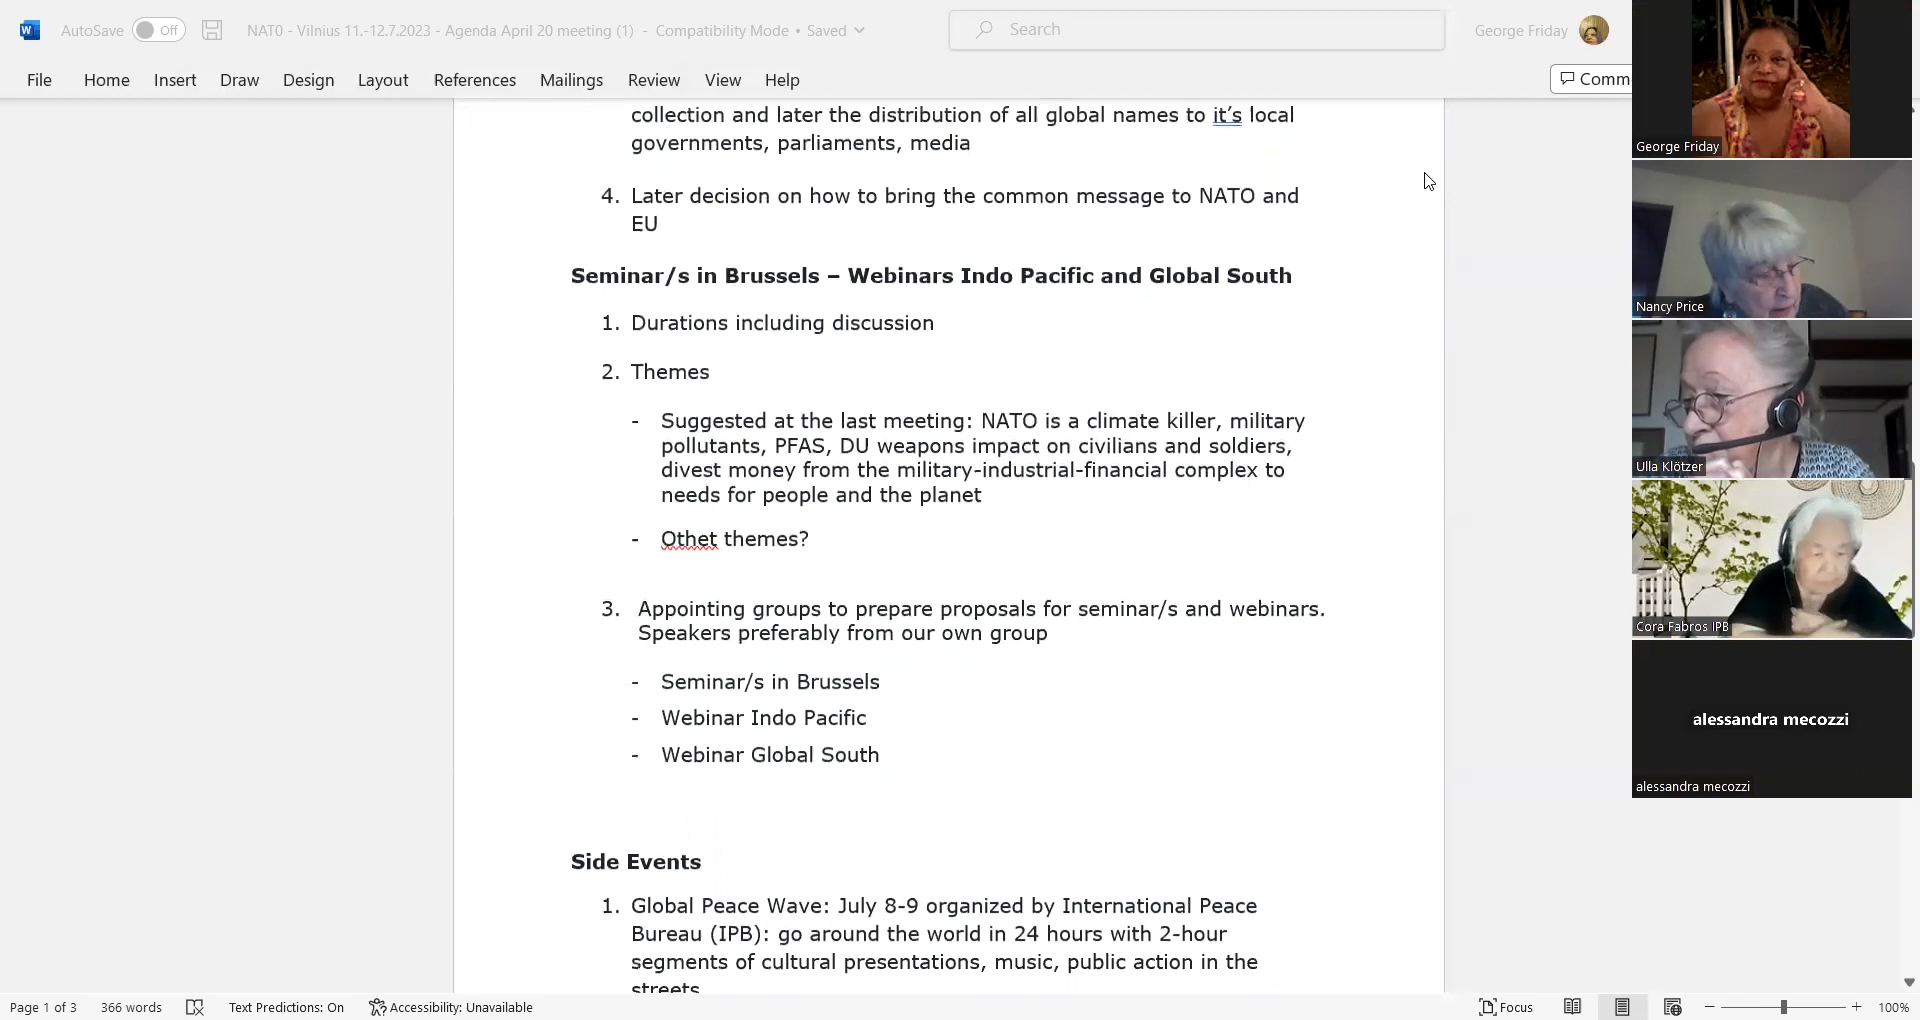 AutoSave Off NAT0 - Vilnius 11.-12.7.2023 - Agenda April 20 meeting (1) - Compatibility Mode • Saved Search George Friday
File Home Insert Draw Design Layout References Mailings Review View Help Comm
collection and later the distribution of all global names to it’s local
governments, parliaments, media
4. Later decision on how to bring the common message to NATO and
EU
Seminar/s in Brussels – Webinars Indo Pacific and Global South
1. Durations including discussion
2. Themes
- Suggested at the last meeting: NATO is a climate killer, military
pollutants, PFAS, DU weapons impact on civilians and soldiers,
divest money from the military-industrial-financial complex to
needs for people and the planet
- Othet themes?
3. Appointing groups to prepare proposals for seminar/s and webinars.
Speakers preferably from our own group
- Seminar/s in Brussels
- Webinar Indo Pacific
- Webinar Global South
Side Events
1. Global Peace Wave: July 8-9 organized by International Peace
Bureau (IPB): go around the world in 24 hours with 2-hour
segments of cultural presentations, music, public action in the
streets
George Friday
Nancy Price
Ulla Klötzer
Cora Fabros IPB
alessandra mecozzi
alessandra mecozzi
Page 1 of 3 366 words Text Predictions: On Accessibility: Unavailable Focus 100%